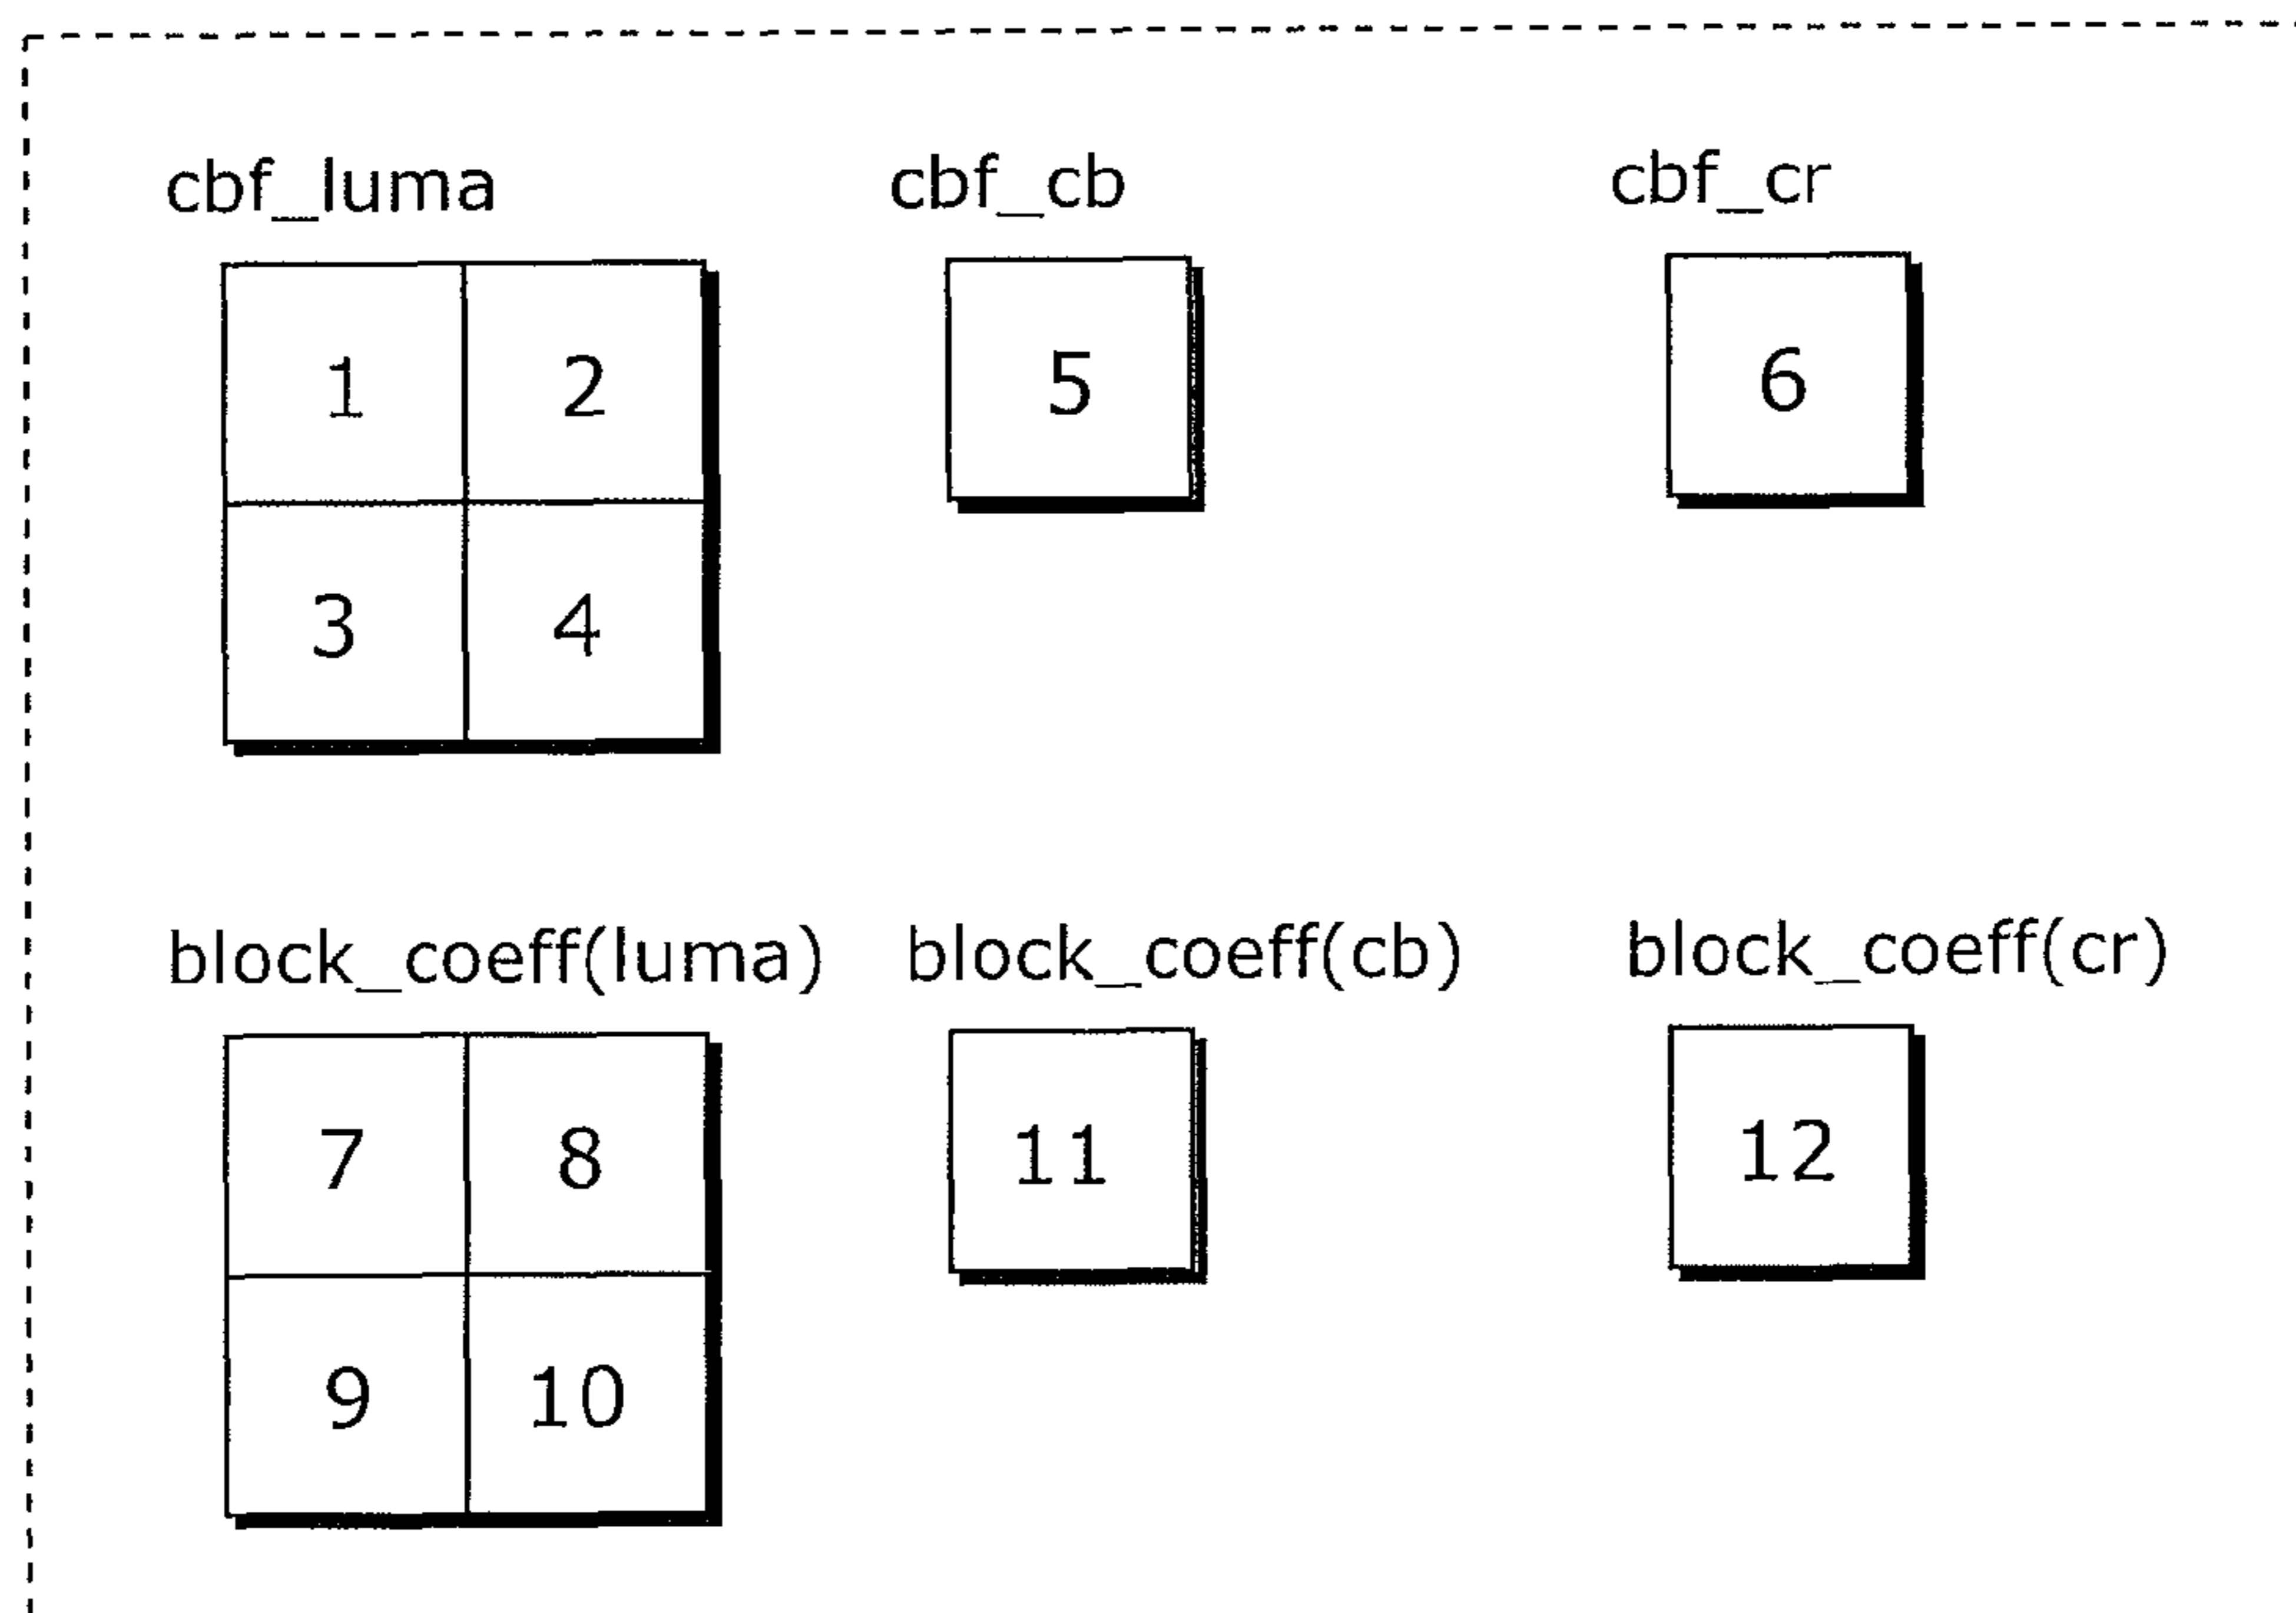 cbf_luma cbf_cb cbf_cr
1 2 5 6
3 4
block_coeff(luma) block_coeff(cb) block_coeff(cr)
7 8 11 12
9 10